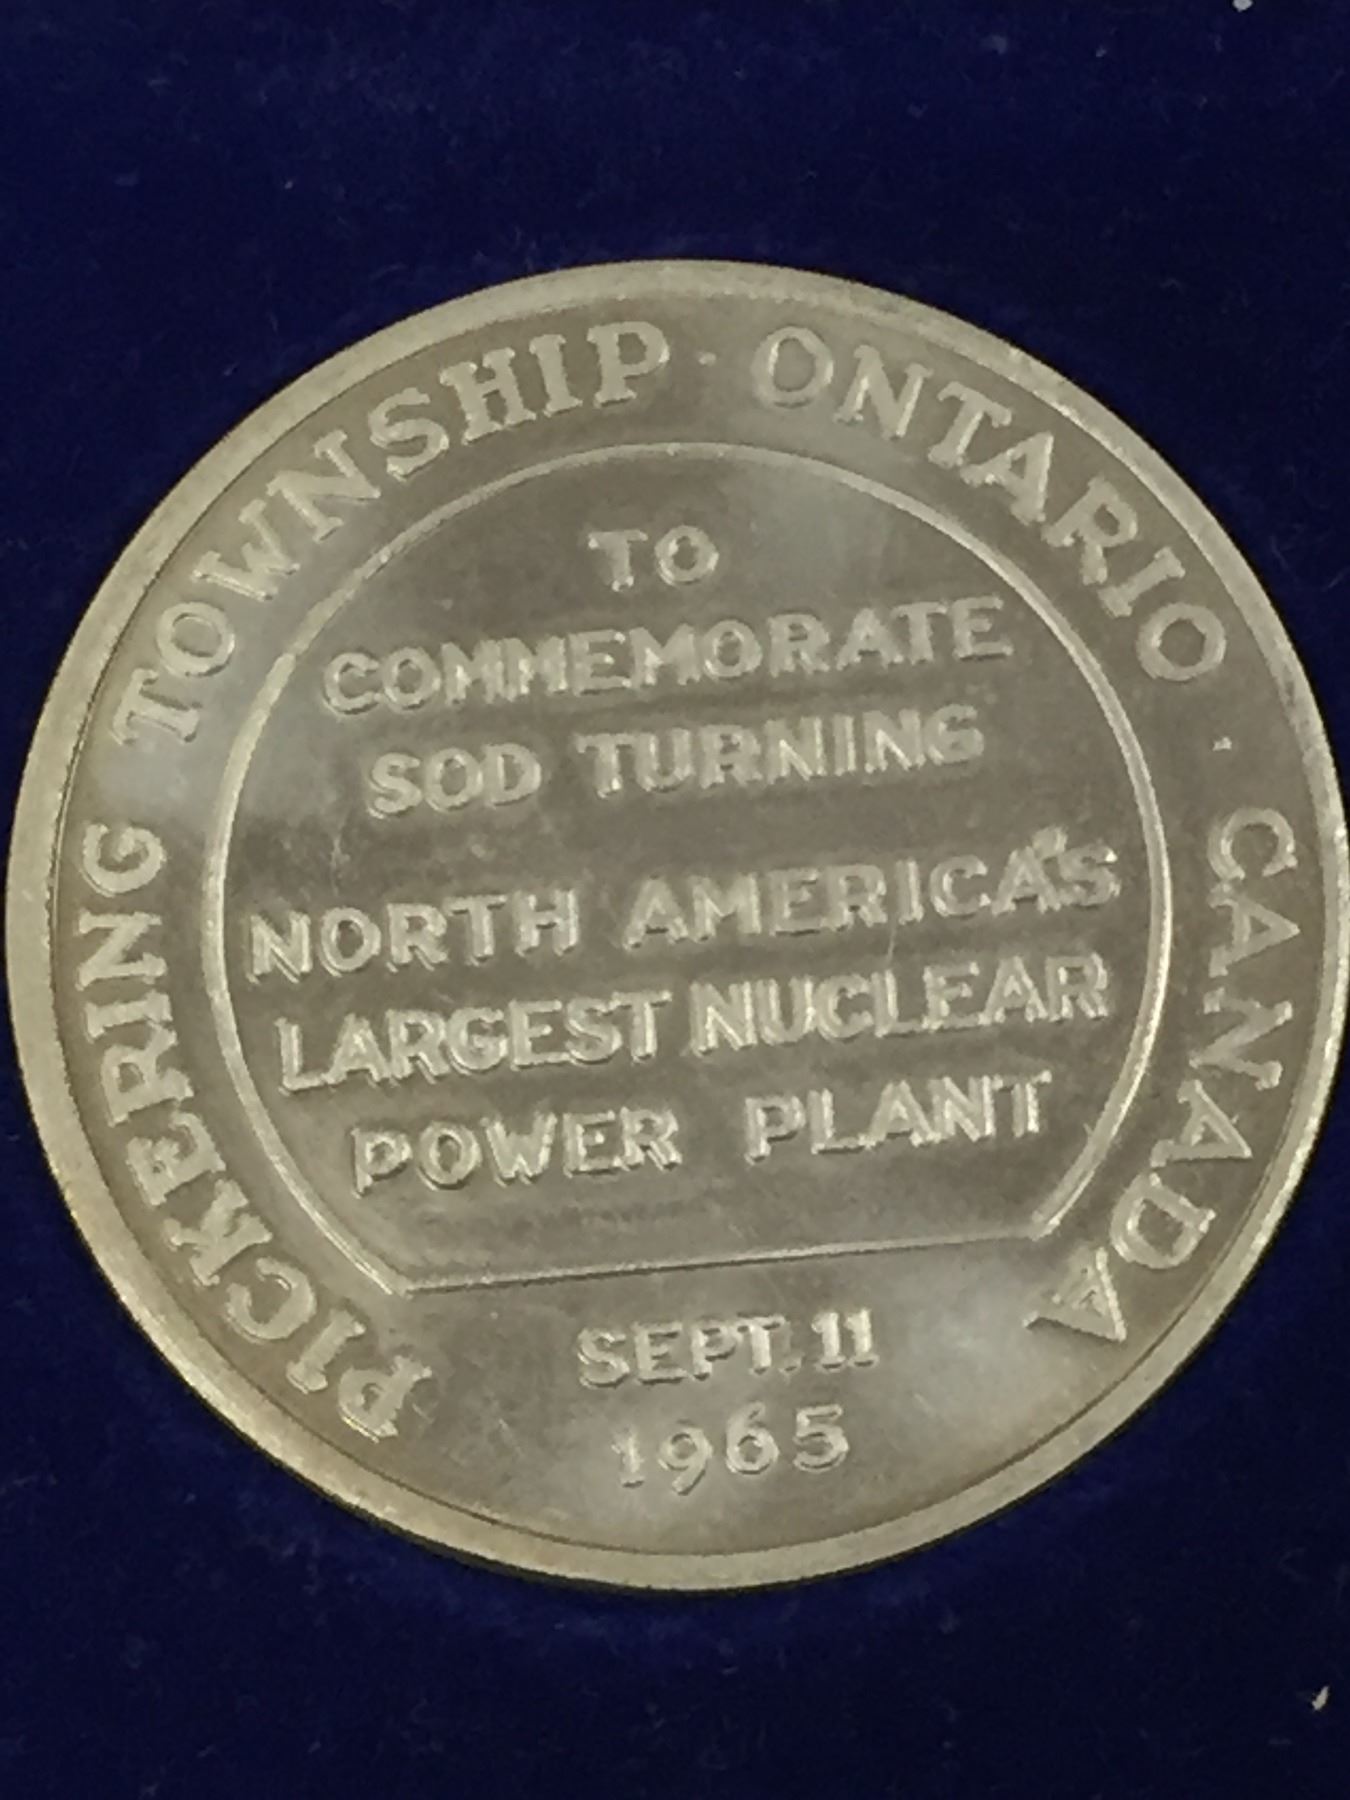 PICKERING TOWNSHIP · ONTARIO · CANADA
TO
COMMEMORATE
SOD TURNING
NORTH AMERICA'S
LARGEST NUCLEAR
POWER PLANT
SEPT. 11
1965